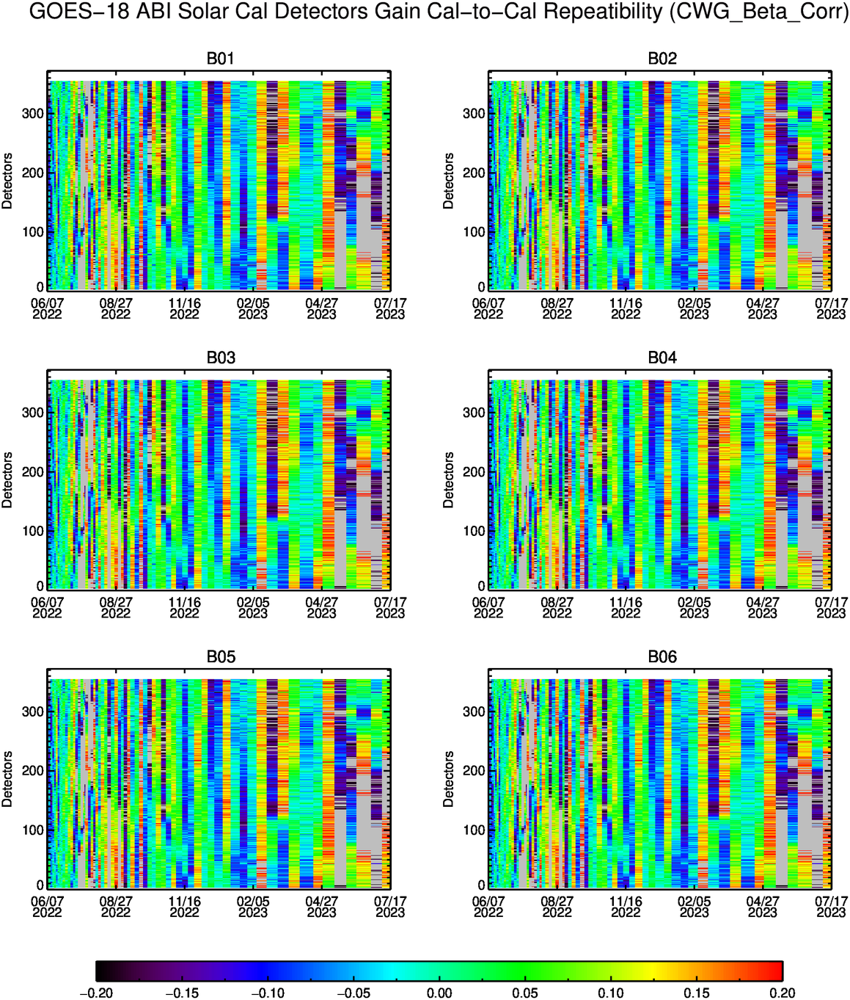 GOES−18 ABI Solar Cal Detectors Gain Cal−to−Cal Repeatibility (CWG_Beta_Corr)
B01
B02
Detectors
300
200
100
0
06/07 08/27 11/16 02/05 04/27 07/17
2022 2022 2022 2023 2023 2023
Detectors
300
200
100
0
06/07 08/27 11/16 02/05 04/27 07/17
2022 2022 2022 2023 2023 2023
B03
B04
Detectors
300
200
100
0
06/07 08/27 11/16 02/05 04/27 07/17
2022 2022 2022 2023 2023 2023
Detectors
300
200
100
0
06/07 08/27 11/16 02/05 04/27 07/17
2022 2022 2022 2023 2023 2023
B05
B06
Detectors
300
200
100
0
06/07 08/27 11/16 02/05 04/27 07/17
2022 2022 2022 2023 2023 2023
Detectors
300
200
100
0
06/07 08/27 11/16 02/05 04/27 07/17
2022 2022 2022 2023 2023 2023
−0.20 −0.15 −0.10 −0.05 0.00 0.05 0.10 0.15 0.20